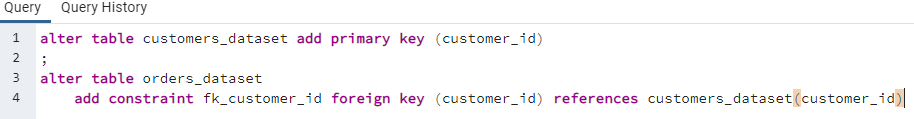 Query Query History
1 alter table customers_dataset add primary key (customer_id)
2 ;
3 alter table orders_dataset
4 add constraint fk_customer_id foreign key (customer_id) references customers_dataset(customer_id)